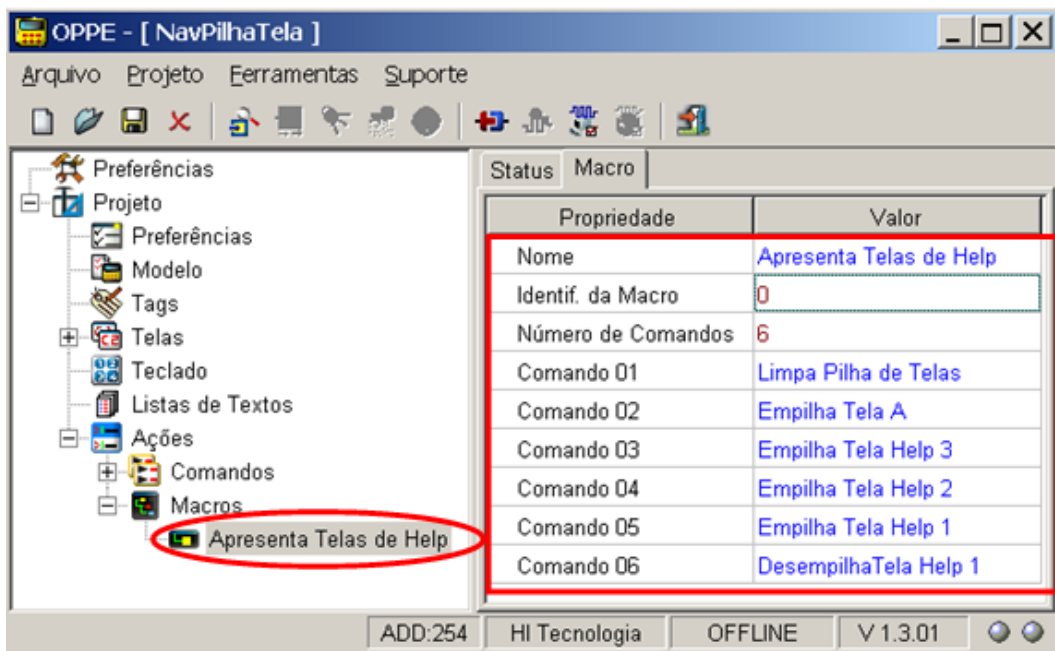 OPPE - [ NavPilhaTela ]
Arquivo Projeto Ferramentas Suporte
Preferências
Projeto
Preferências
Modelo
Tags
Telas
Teclado
Listas de Textos
Ações
Comandos
Macros
Apresenta Telas de Help
Status Macro
Propriedade Valor
Nome Apresenta Telas de Help
Identif. da Macro 0
Número de Comandos 6
Comando 01 Limpa Pilha de Telas
Comando 02 Empilha Tela A
Comando 03 Empilha Tela Help 3
Comando 04 Empilha Tela Help 2
Comando 05 Empilha Tela Help 1
Comando 06 DesempilhaTela Help 1
ADD:254 HI Tecnologia OFFLINE V 1.3.01